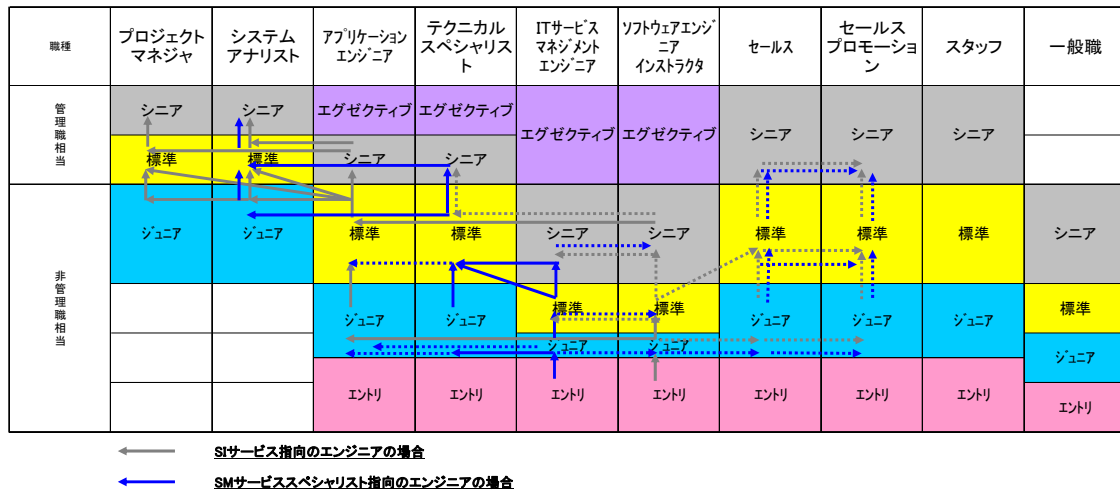 職種
プロジェクト
マネジャ
システム
アナリスト
アプリケーション
エンジニア
テクニカル
スペシャリス
ト
ITサービス
マネジメント
エンジニア
ソフトウェアエンジ
ニア
インストラクタ
セールス
セールス
プロモーショ
ン
スタッフ
一般職
管理職相当
シニア
シニア
エグゼクティブ
エグゼクティブ
エグゼクティブ
エグゼクティブ
シニア
シニア
シニア
標準
標準
シニア
シニア
非管理職相当
ジュニア
ジュニア
標準
標準
シニア
シニア
標準
標準
標準
シニア
ジュニア
ジュニア
標準
標準
ジュニア
ジュニア
ジュニア
標準
ジュニア
ジュニア
ジュニア
エントリ
エントリ
エントリ
エントリ
エントリ
エントリ
エントリ
エントリ
SIサービス指向のエンジニアの場合
SMサービススペシャリスト指向のエンジニアの場合